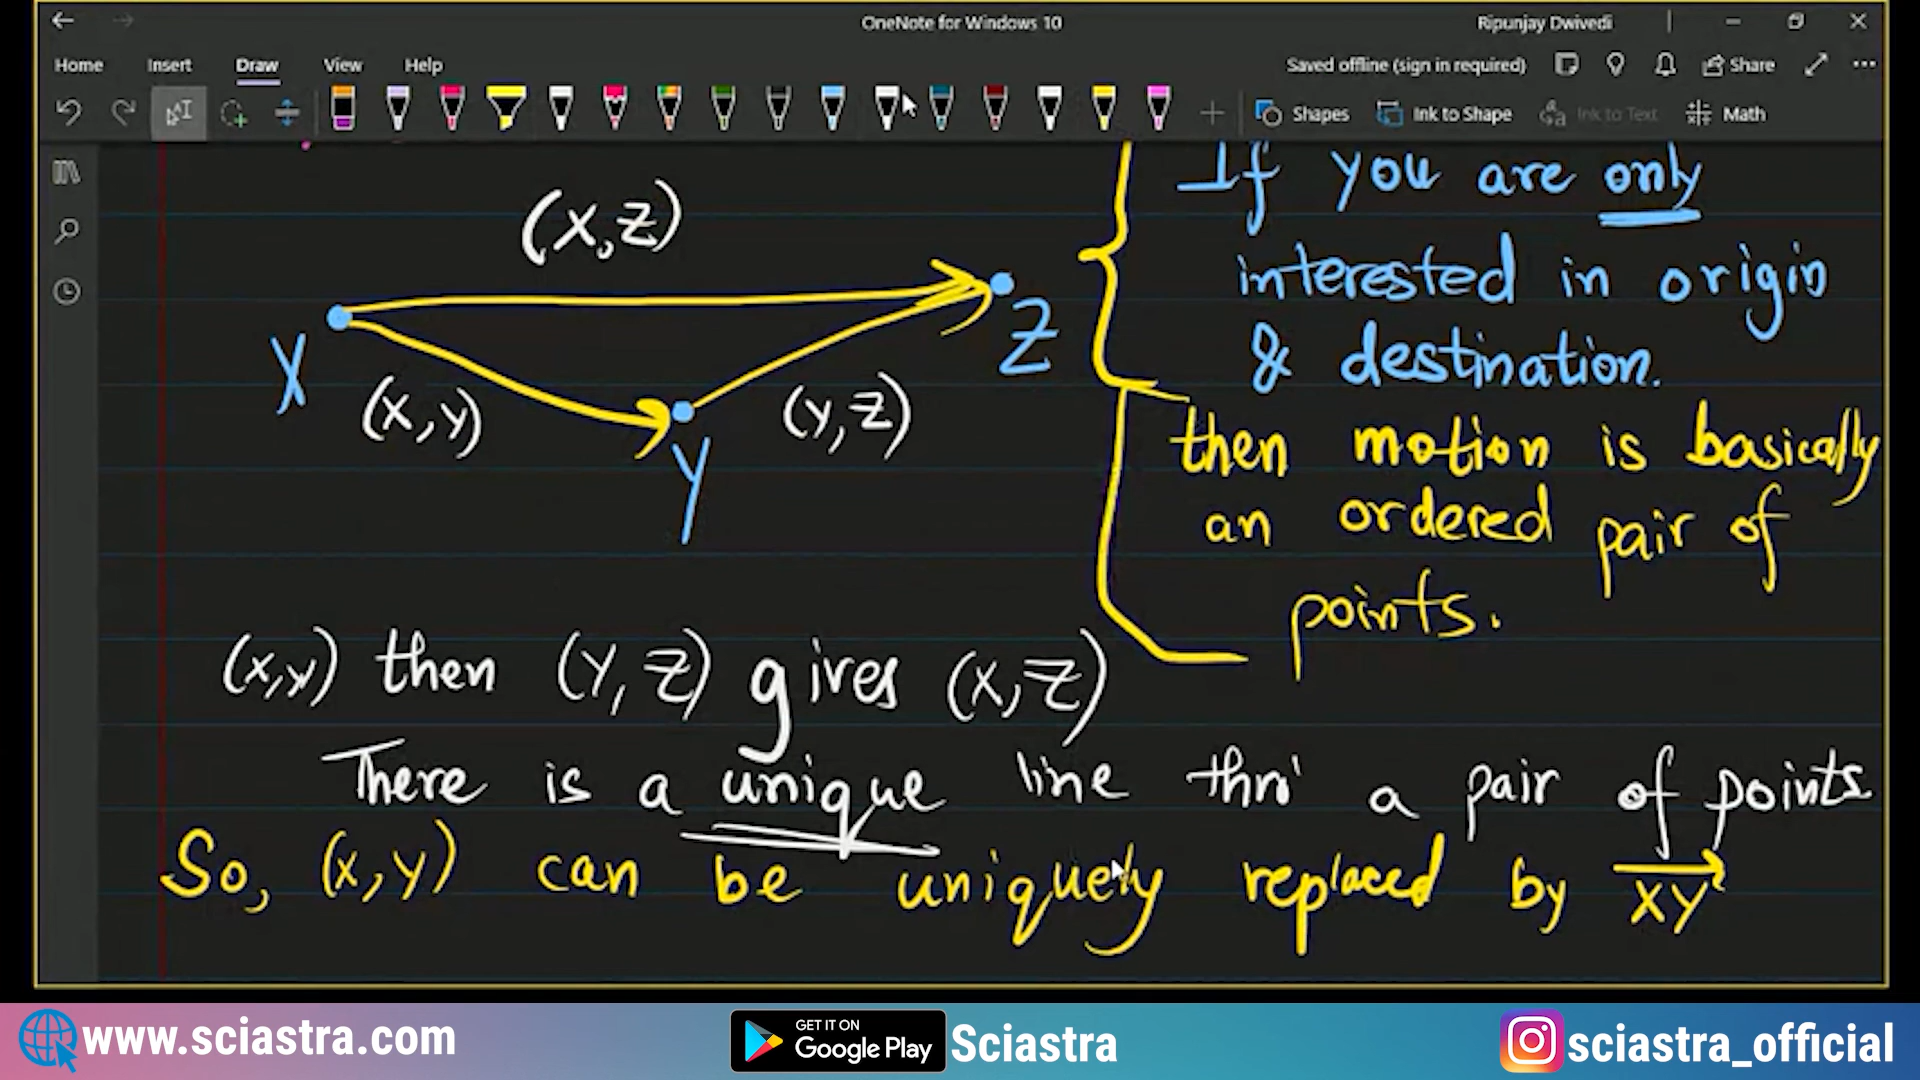 OneNote for Windows 10
Ripunjay Dwivedi
Home Insert Draw View Help
Saved offline (sign in required) Share
Shapes Ink to Shape Ink to Text Math
(X,Z)
X
(X,Y)
Y
(Y,Z)
Z
If you are only
interested in origin
& destination.
then motion is basically
an ordered pair of
points.
(X,Y) then (Y,Z) gives (X,Z)
There is a unique line thro' a pair of points
So, (X,Y) can be uniquely replaced by XY
www.sciastra.com
GET IT ON
Google Play
Sciastra
sciastra_official